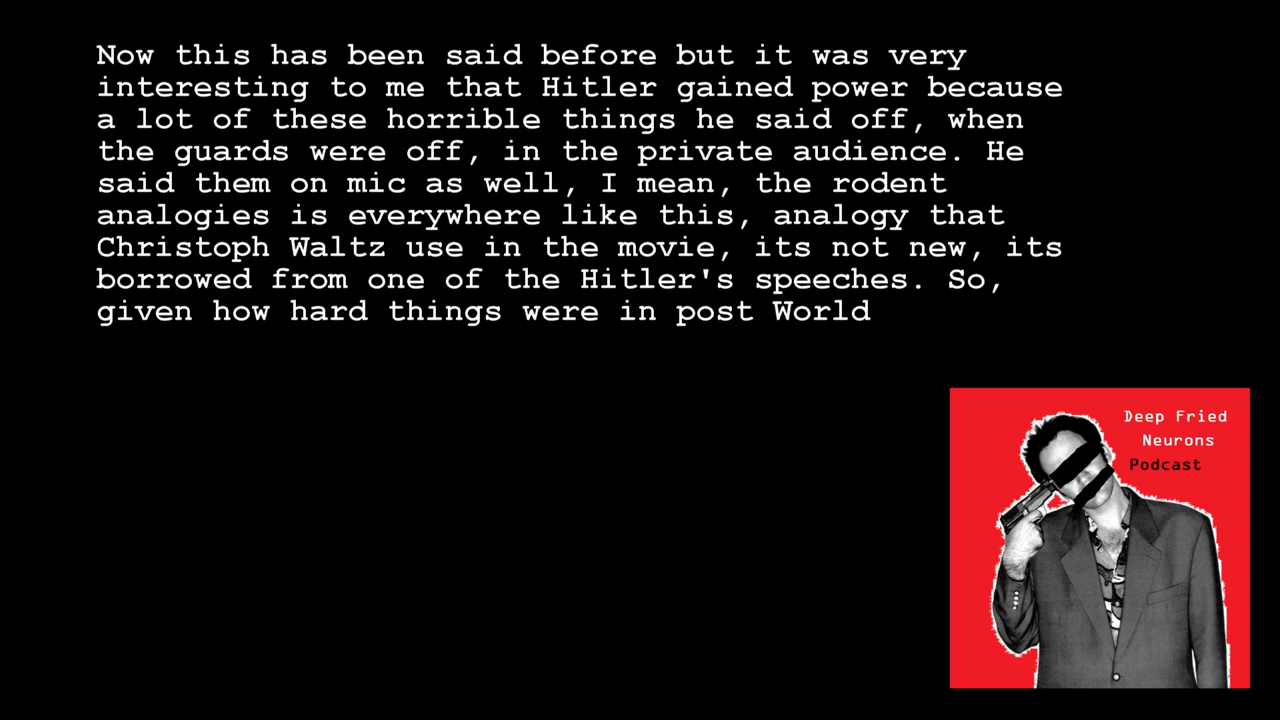 Now this has been said before but it was very
interesting to me that Hitler gained power because
a lot of these horrible things he said off, when
the guards were off, in the private audience. He
said them on mic as well, I mean, the rodent
analogies is everywhere like this, analogy that
Christoph Waltz use in the movie, its not new, its
borrowed from one of the Hitler's speeches. So,
given how hard things were in post World
Deep Fried
Neurons
Podcast